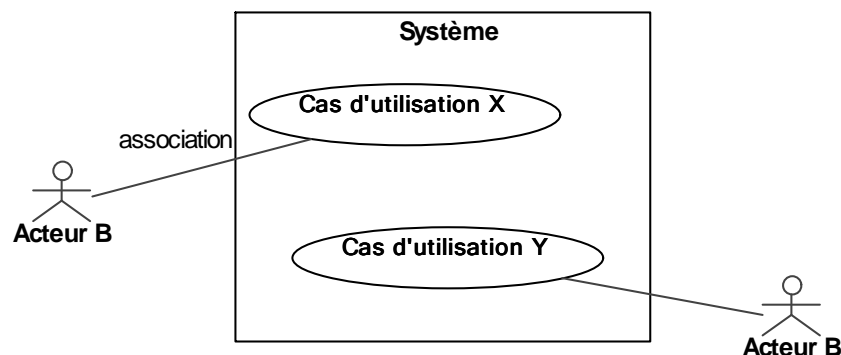 Système
Cas d'utilisation X
association
Acteur B
Cas d'utilisation Y
Acteur B